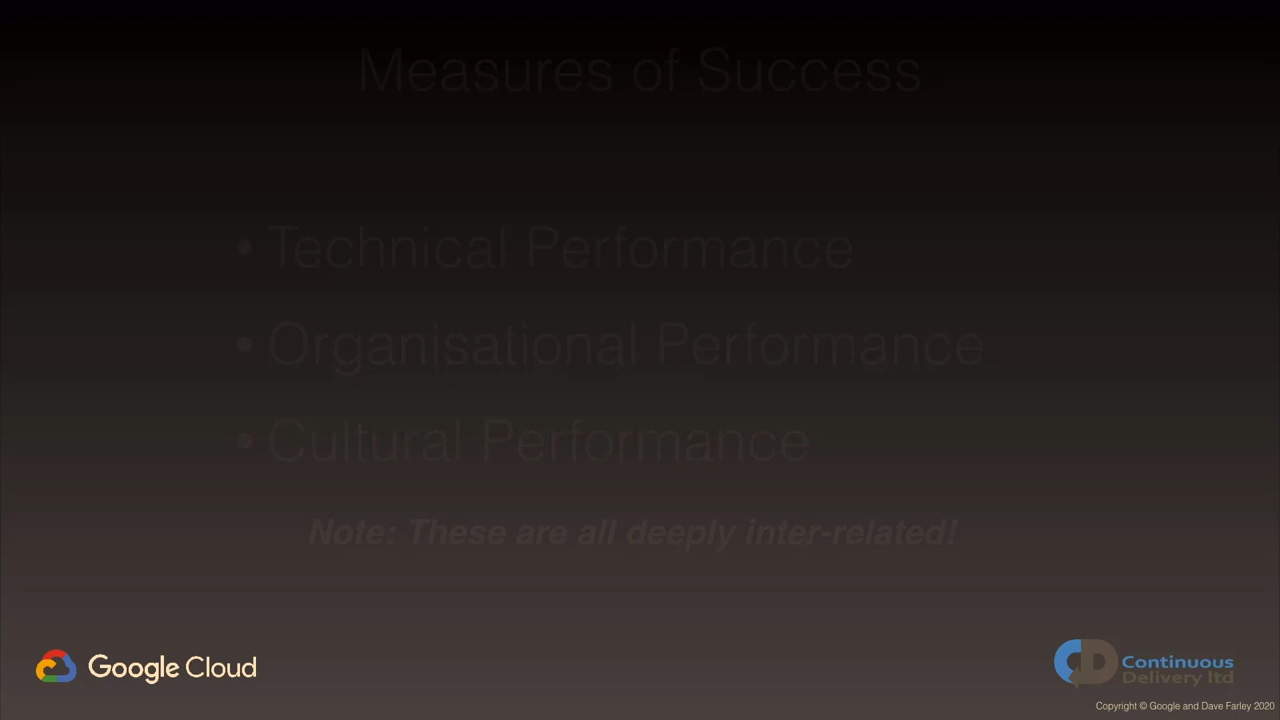 Measures of Success
• Technical Performance
• Organisational Performance
• Cultural Performance
Note: These are all deeply inter-related!
Google Cloud
CD Continuous
Delivery ltd
Copyright © Google and Dave Farley 2020